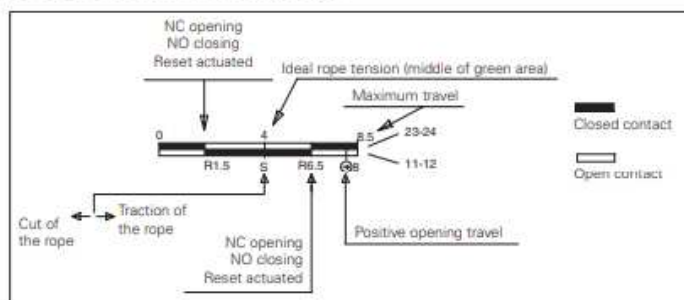 NC opening
NO closing
Reset actuated
Ideal rope tension (middle of green area)
Maximum travel
0
4
8.5
23-24
Closed contact
R1.5
S
R6.5
8
11-12
Open contact
Cut of
the rope
Traction of
the rope
NC opening
NO closing
Reset actuated
Positive opening travel